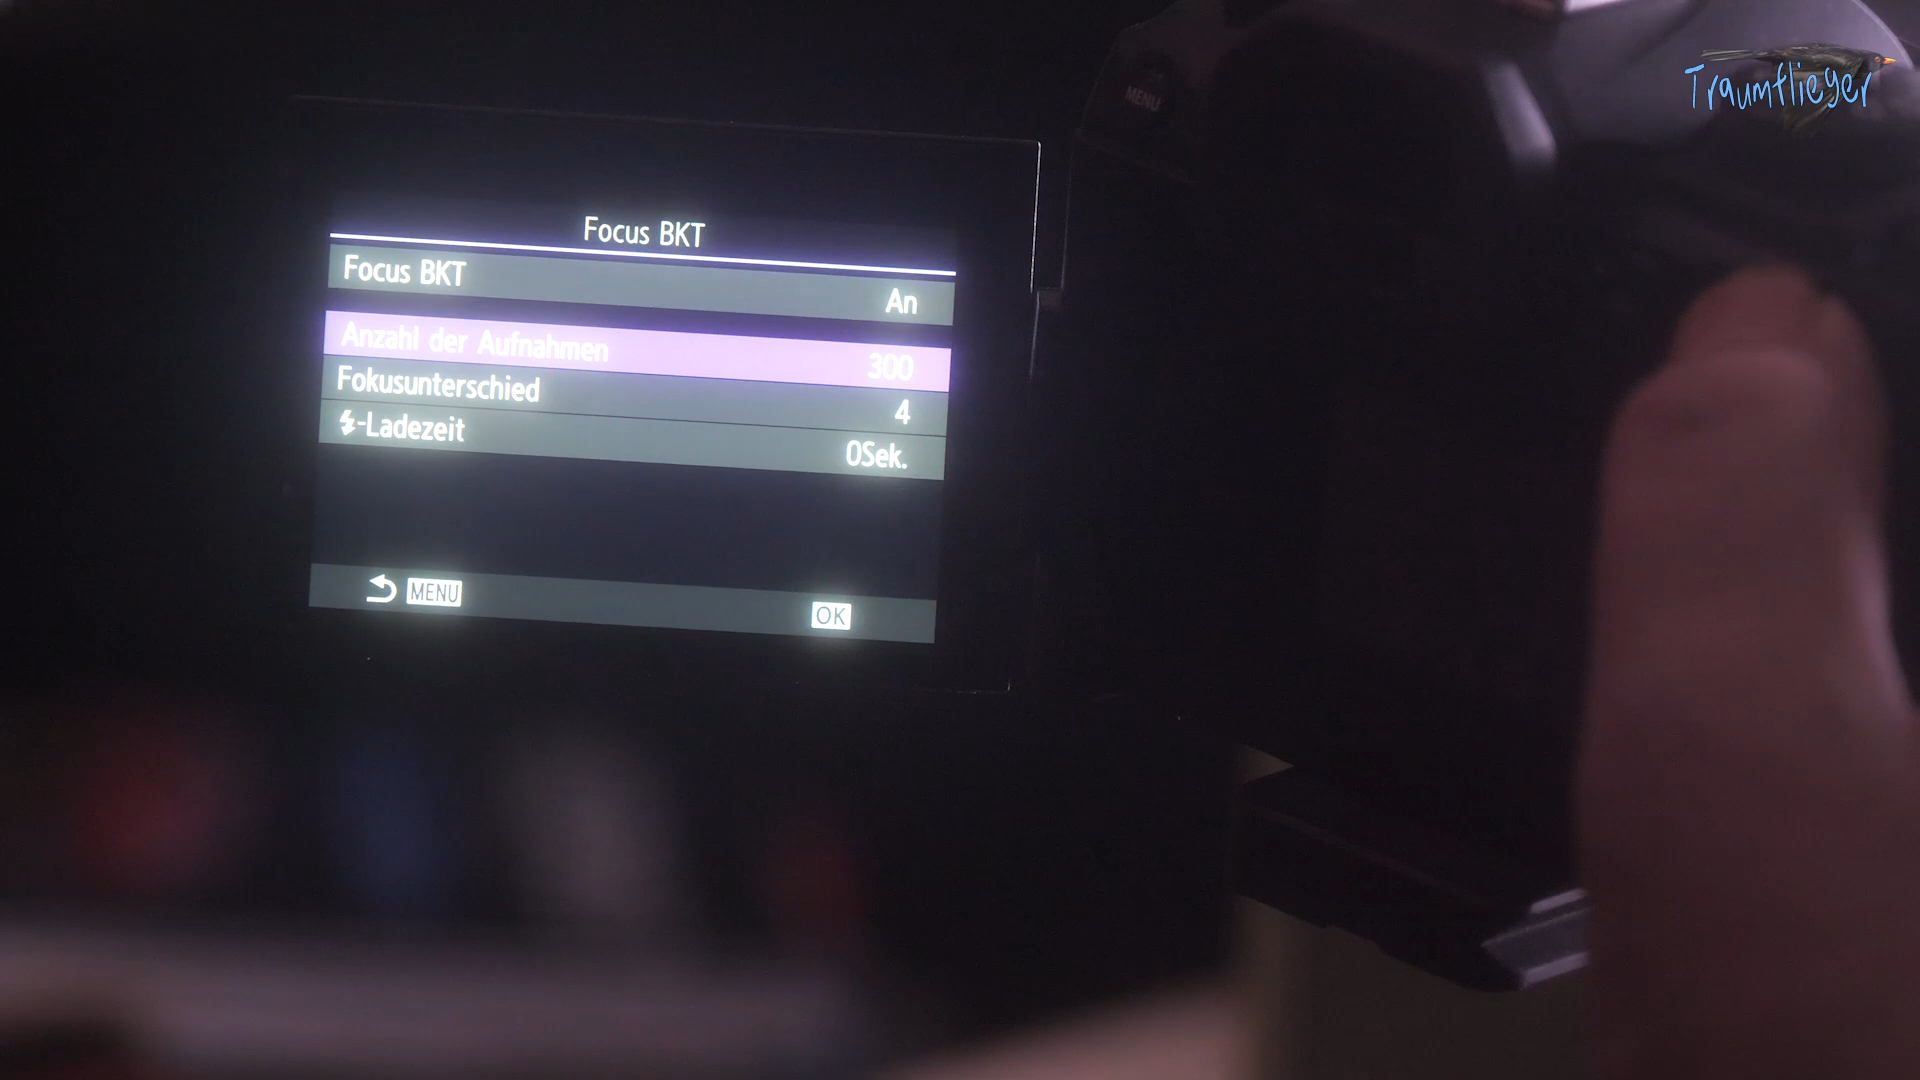 Traumflieger
MENU
Focus BKT
Focus BKT An
Anzahl der Aufnahmen 300
Fokusunterschied 4
-Ladezeit 0Sek.
MENU OK